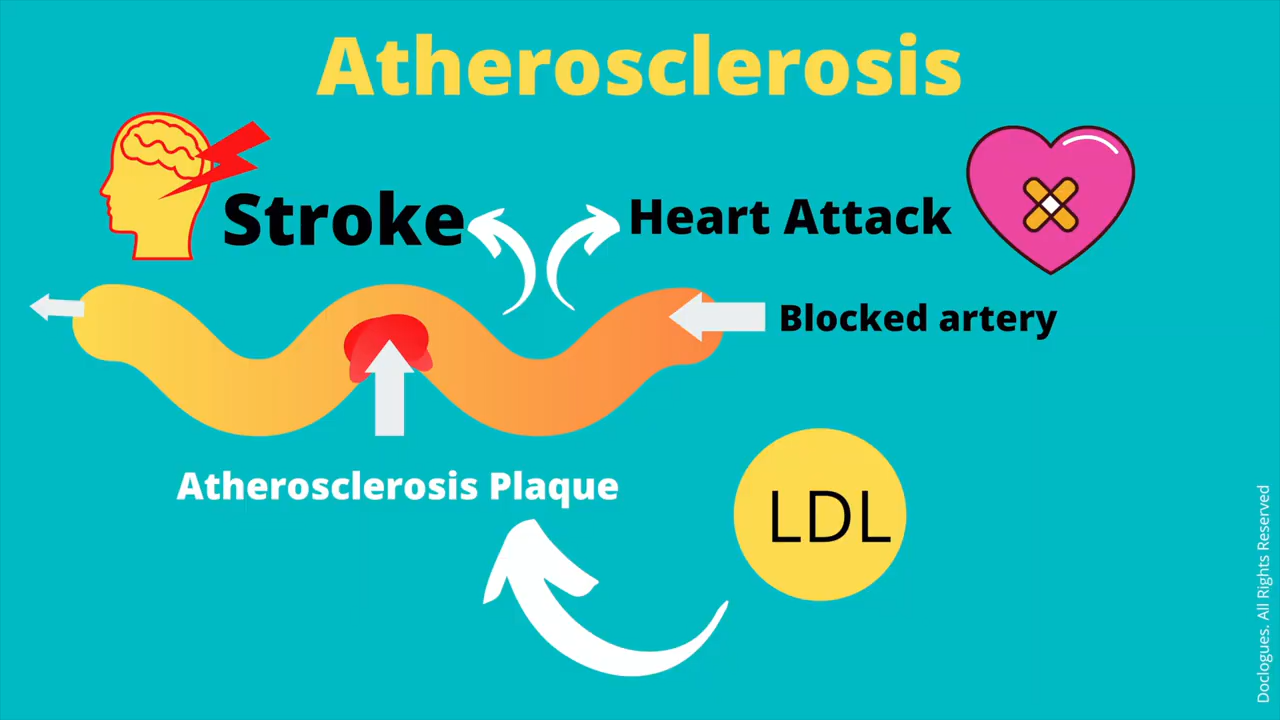 Atherosclerosis
Stroke
Heart Attack
Blocked artery
Atherosclerosis Plaque
LDL
Doclogues. All Rights Reserved